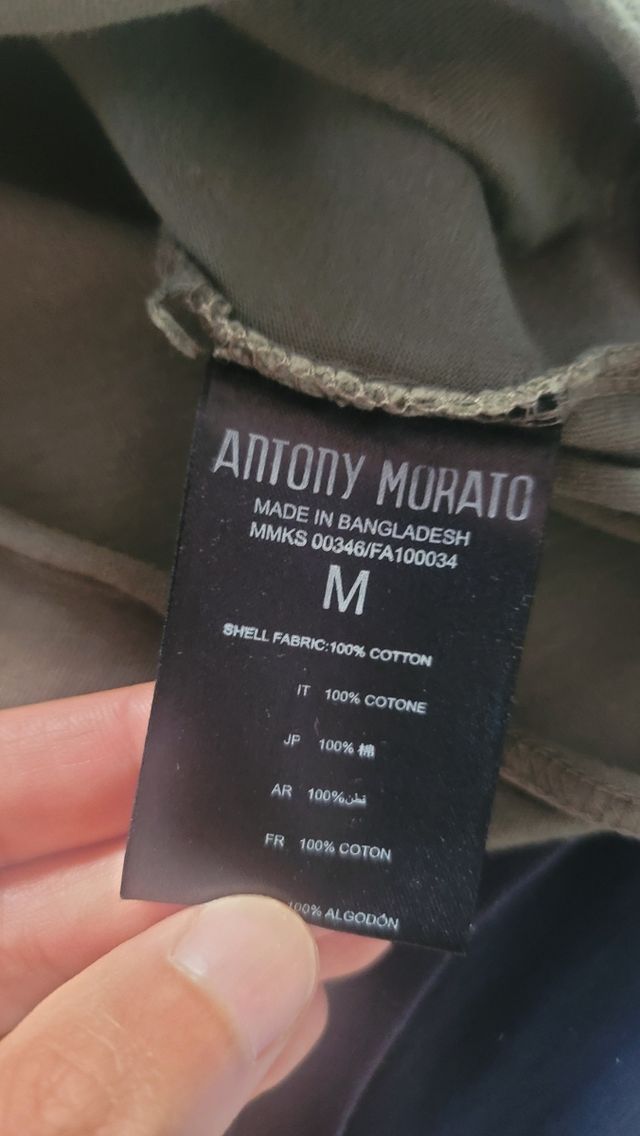 ANTONY MORATO
MADE IN BANGLADESH
MMKS 00346/FA100034
M
SHELL FABRIC:100% COTTON
IT 100% COTONE
JP 100% 棉
AR 100%قطن
FR 100% COTON
100% ALGODÓN